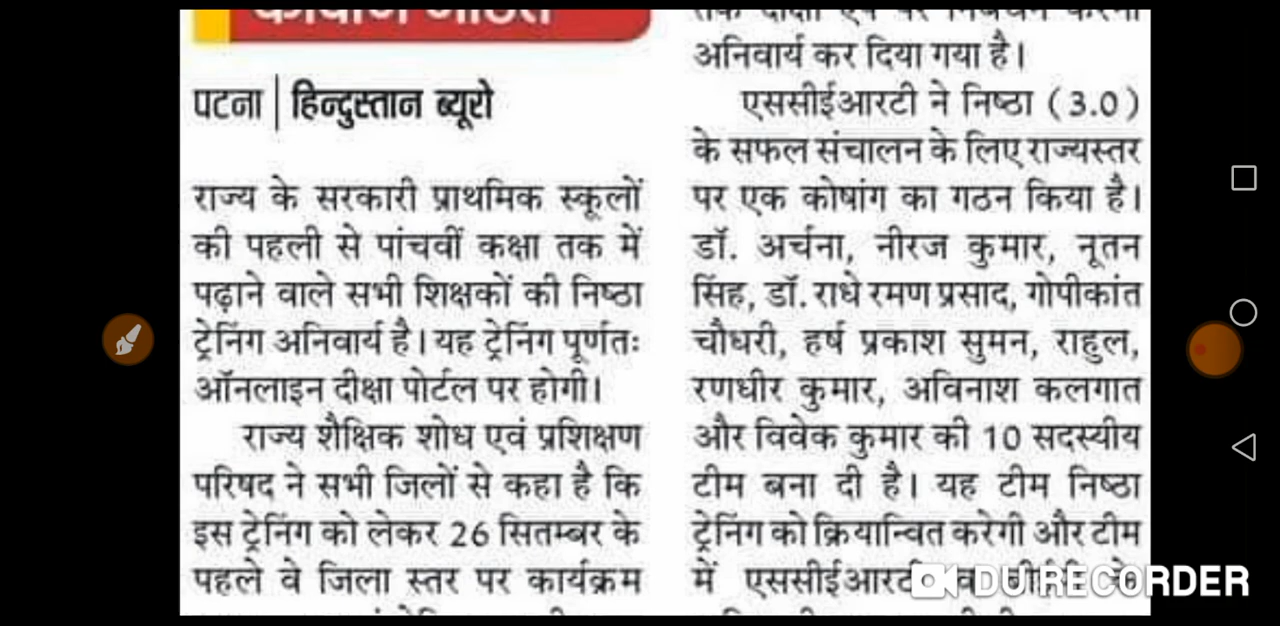 पटना | हिन्दुस्तान ब्यूरो
राज्य के सरकारी प्राथमिक स्कूलों
की पहली से पांचवीं कक्षा तक में
पढ़ाने वाले सभी शिक्षकों की निष्ठा
ट्रेनिंग अनिवार्य है। यह ट्रेनिंग पूर्णतः
ऑनलाइन दीक्षा पोर्टल पर होगी।
राज्य शैक्षिक शोध एवं प्रशिक्षण
परिषद ने सभी जिलों से कहा है कि
इस ट्रेनिंग को लेकर 26 सितम्बर के
पहले वे जिला स्तर पर कार्यक्रम
अनिवार्य कर दिया गया है।
एससीईआरटी ने निष्ठा (3.0)
के सफल संचालन के लिए राज्यस्तर
पर एक कोषांग का गठन किया है।
डॉ. अर्चना, नीरज कुमार, नूतन
सिंह, डॉ. राधे रमण प्रसाद, गोपीकांत
चौधरी, हर्ष प्रकाश सुमन, राहुल,
रणधीर कुमार, अविनाश कलगात
और विवेक कुमार की 10 सदस्यीय
टीम बना दी है। यह टीम निष्ठा
ट्रेनिंग को क्रियान्वित करेगी और टीम
में एससीईआरटी
DU RECORDER